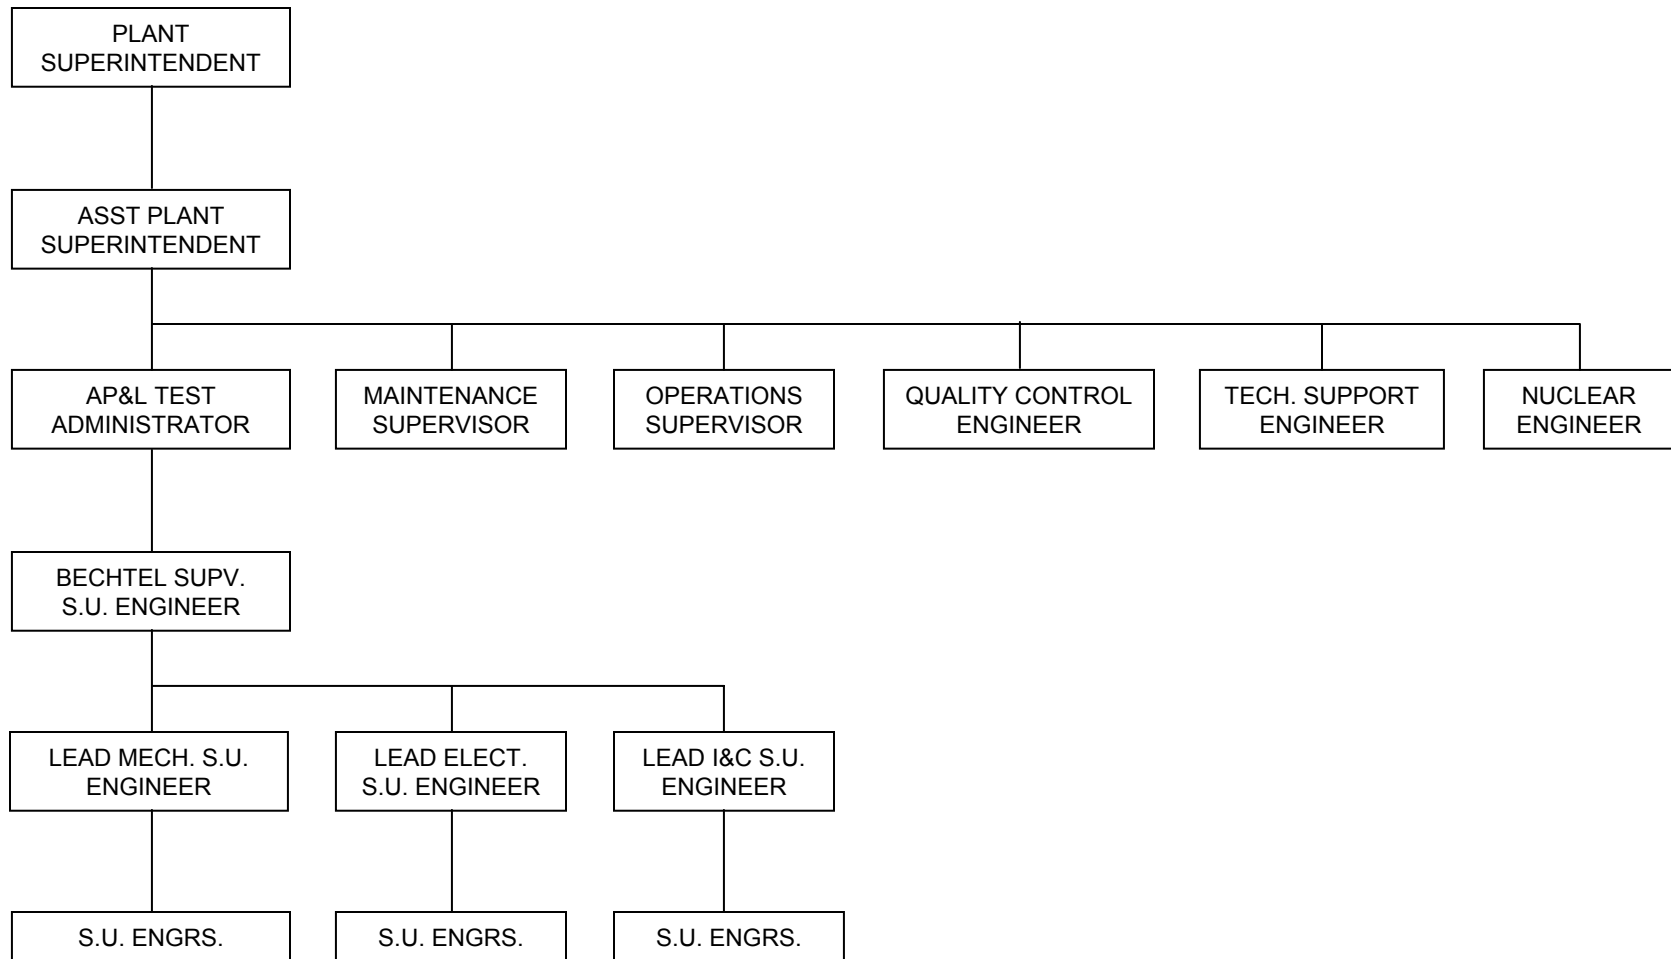 PLANT
SUPERINTENDENT
ASST PLANT
SUPERINTENDENT
AP&L TEST
ADMINISTRATOR
MAINTENANCE
SUPERVISOR
OPERATIONS
SUPERVISOR
QUALITY CONTROL
ENGINEER
TECH. SUPPORT
ENGINEER
NUCLEAR
ENGINEER
BECHTEL SUPV.
S.U. ENGINEER
LEAD MECH. S.U.
ENGINEER
LEAD ELECT.
S.U. ENGINEER
LEAD I&C S.U.
ENGINEER
S.U. ENGRS.
S.U. ENGRS.
S.U. ENGRS.